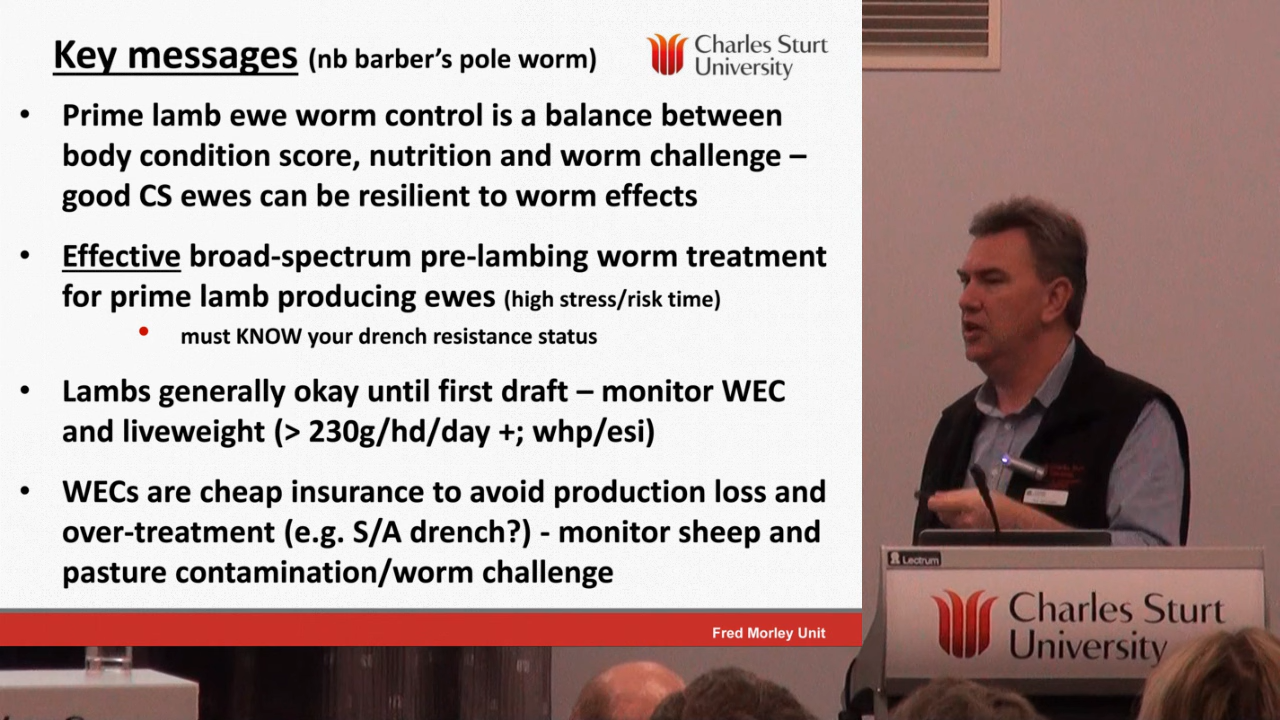 Key messages (nb barber's pole worm)
Charles Sturt
University
• Prime lamb ewe worm control is a balance between
body condition score, nutrition and worm challenge –
good CS ewes can be resilient to worm effects
• Effective broad-spectrum pre-lambing worm treatment
for prime lamb producing ewes (high stress/risk time)
• must KNOW your drench resistance status
• Lambs generally okay until first draft – monitor WEC
and liveweight (> 230g/hd/day +; whp/esi)
• WECs are cheap insurance to avoid production loss and
over-treatment (e.g. S/A drench?) - monitor sheep and
pasture contamination/worm challenge
Fred Morley Unit
Lectrum
Charles Sturt
University